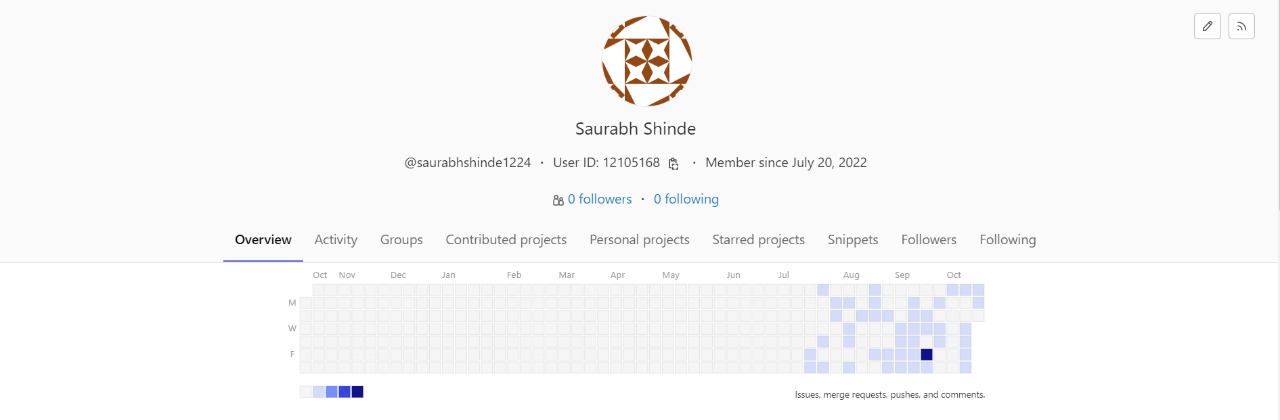 Saurabh Shinde
@saurabhshinde1224 · User ID: 12105168 · Member since July 20, 2022
0 followers · 0 following
Overview Activity Groups Contributed projects Personal projects Starred projects Snippets Followers Following
Oct Nov Dec Jan Feb Mar Apr May Jun Jul Aug Sep Oct
M
W
F
Issues, merge requests, pushes, and comments.